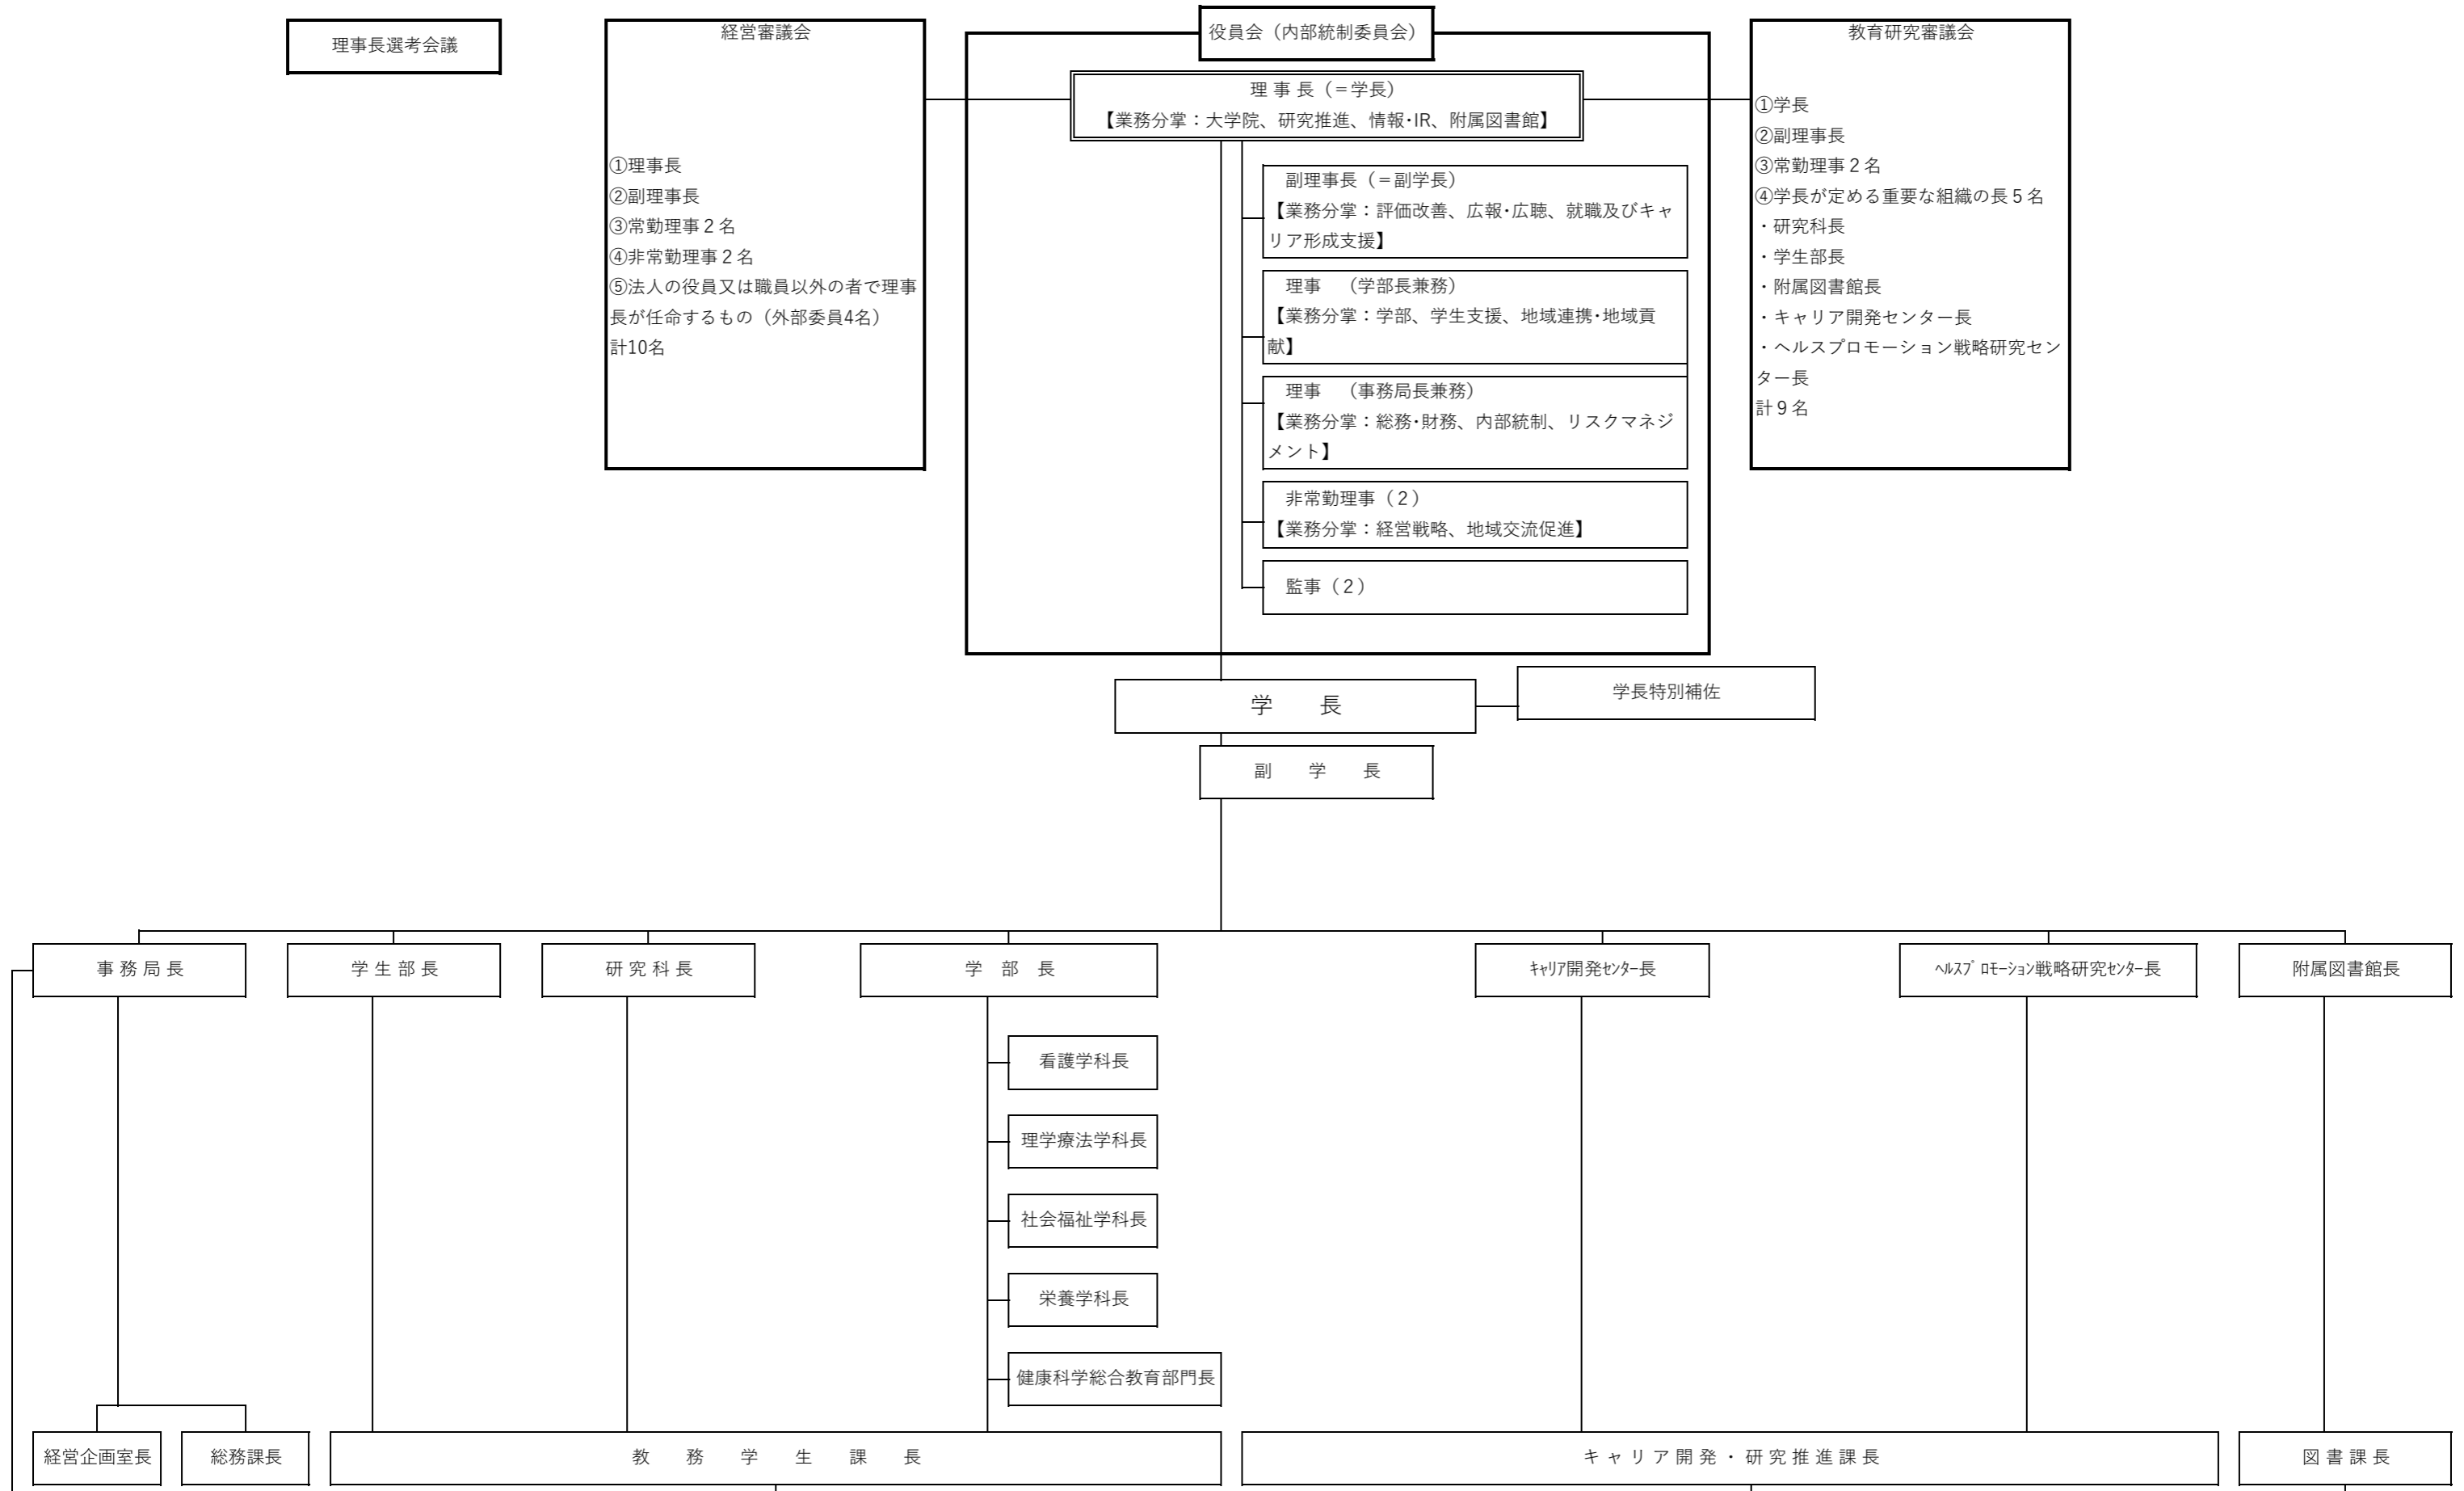 理事長選考会議
経営審議会
①理事長
②副理事長
③常勤理事２名
④非常勤理事２名
⑤法人の役員又は職員以外の者で理事
長が任命するもの（外部委員4名）
計10名
役員会（内部統制委員会）
理 事 長（＝学長）
【業務分掌：大学院、研究推進、情報･IR、附属図書館】
副理事長（＝副学長）
【業務分掌：評価改善、広報･広聴、就職及びキャ
リア形成支援】
理事　（学部長兼務）
【業務分掌：学部、学生支援、地域連携･地域貢
献】
理事　（事務局長兼務）
【業務分掌：総務･財務、内部統制、リスクマネジ
メント】
非常勤理事（２）
【業務分掌：経営戦略、地域交流促進】
監事（２）
教育研究審議会
①学長
②副理事長
③常勤理事２名
④学長が定める重要な組織の長５名
・研究科長
・学生部長
・附属図書館長
・キャリア開発センター長
・ヘルスプロモーション戦略研究セン
ター長
計９名
学　　長
学長特別補佐
副　学　長
事 務 局 長
学 生 部 長
研 究 科 長
学　部　長
ｷｬﾘｱ開発ｾﾝﾀｰ長
ﾍﾙｽﾌﾟﾛﾓｰｼｮﾝ戦略研究ｾﾝﾀｰ長
附属図書館長
看護学科長
理学療法学科長
社会福祉学科長
栄養学科長
健康科学総合教育部門長
経営企画室長
総務課長
教　務　学　生　課　長
キ ャ リ ア 開 発 ・ 研 究 推 進 課 長
図 書 課 長